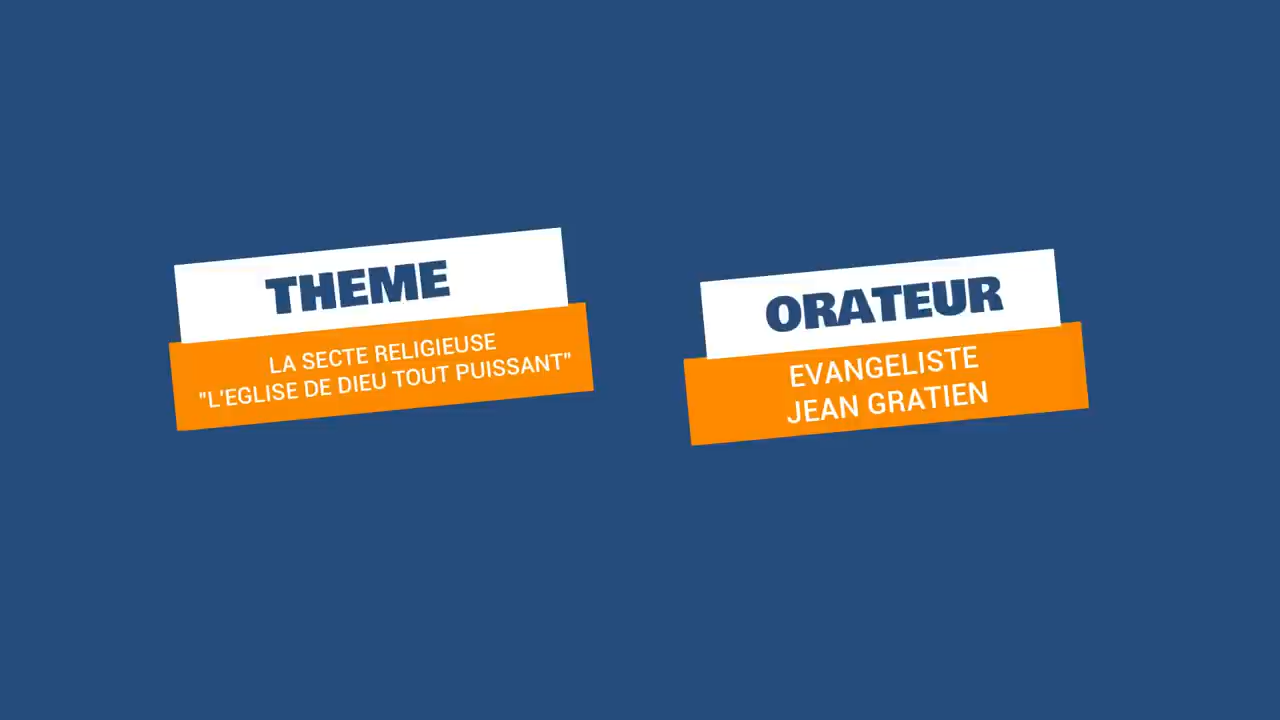 THEME
LA SECTE RELIGIEUSE
"L'EGLISE DE DIEU TOUT PUISSANT"
ORATEUR
EVANGELISTE
JEAN GRATIEN